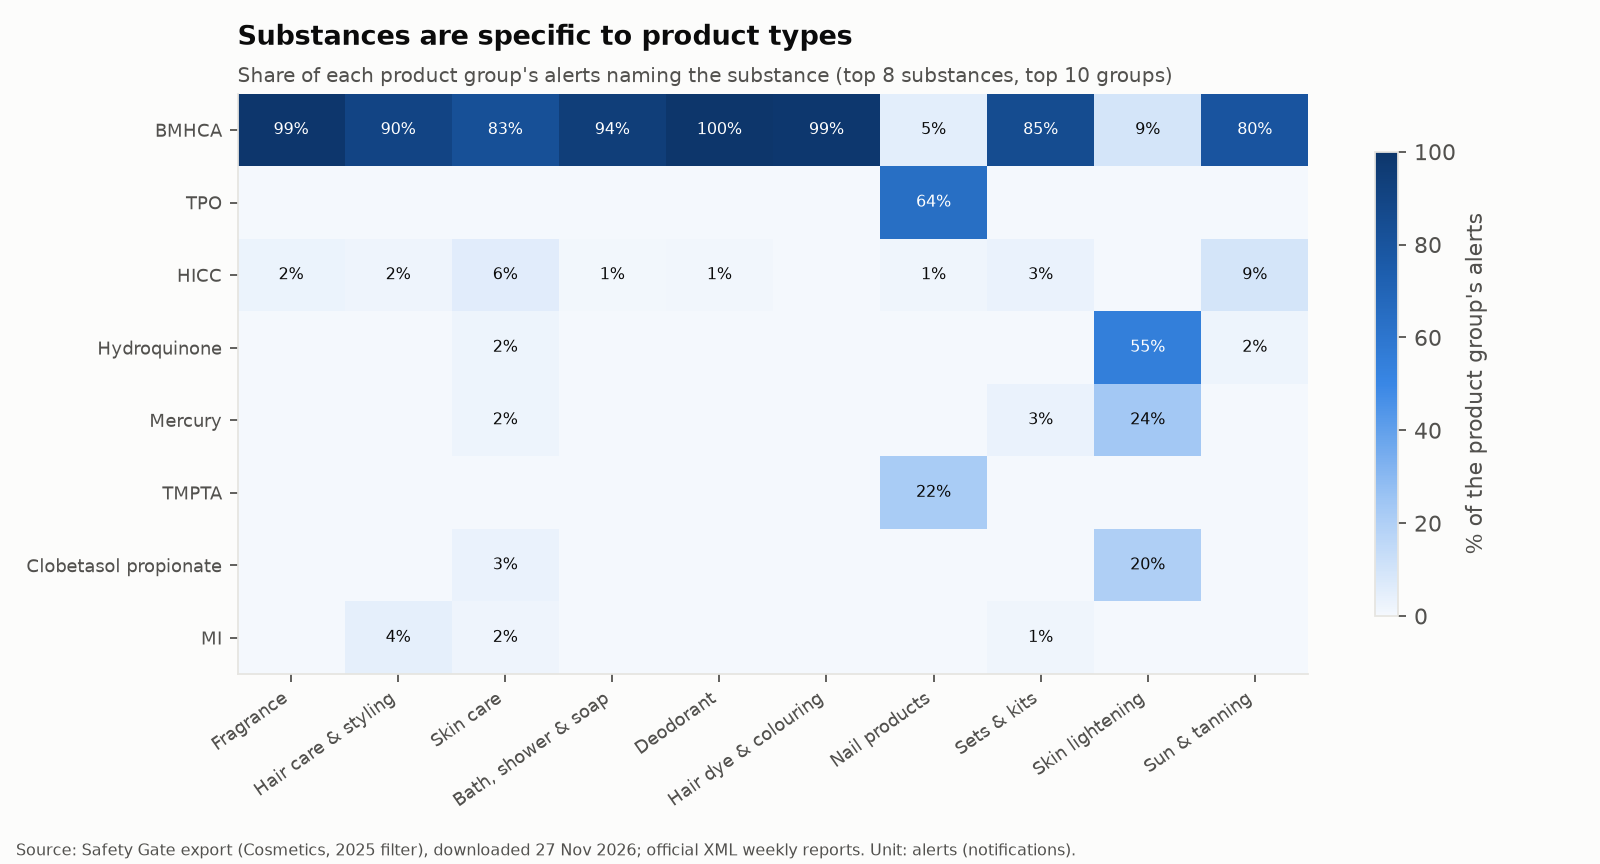 Substances are specific to product types
Share of each product group's alerts naming the substance (top 8 substances, top 10 groups)
BMHCA 99% 90% 83% 94% 100% 99% 5% 85% 9% 80%
TPO 64%
HICC 2% 2% 6% 1% 1% 1% 3% 9%
Hydroquinone 2% 55% 2%
Mercury 2% 3% 24%
TMPTA 22%
Clobetasol propionate 3% 20%
MI 4% 2% 1%
Fragrance
Hair care & styling
Skin care
Bath, shower & soap
Deodorant
Hair dye & colouring
Nail products
Sets & kits
Skin lightening
Sun & tanning
100
80
60
40
20
0
% of the product group's alerts
Source: Safety Gate export (Cosmetics, 2025 filter), downloaded 27 Nov 2026; official XML weekly reports. Unit: alerts (notifications).